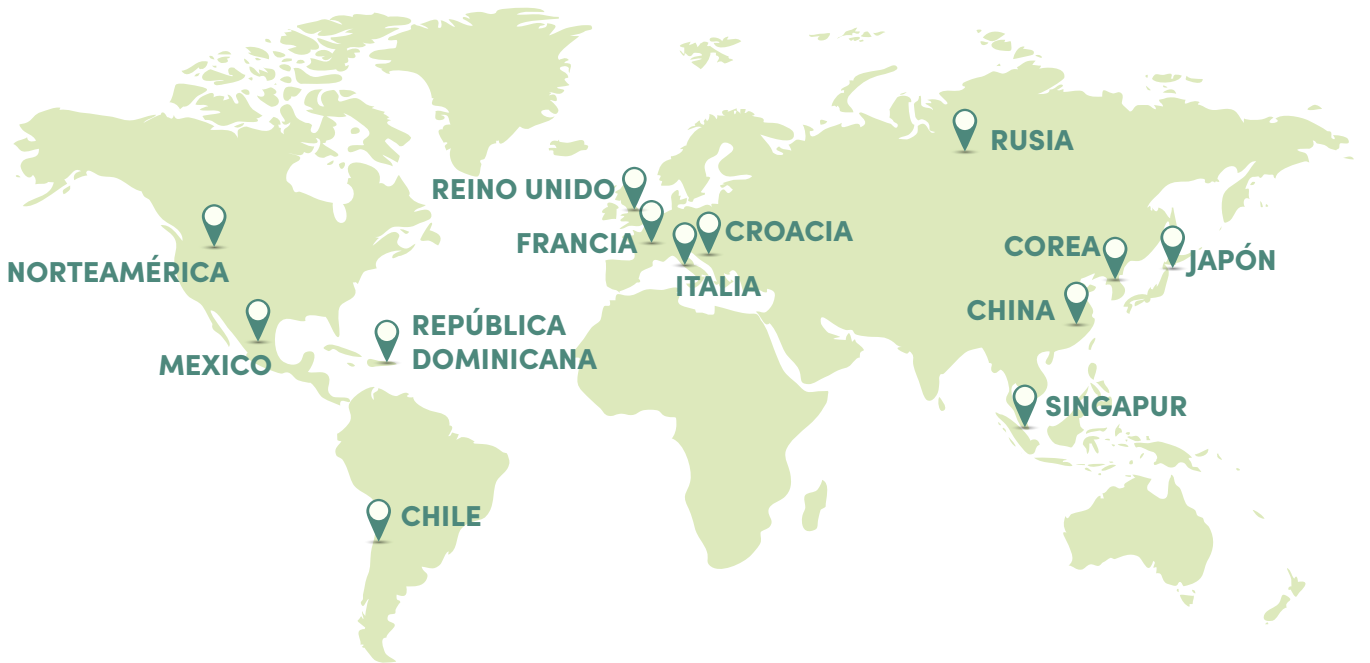 RUSIA
REINO UNIDO
CROACIA
FRANCIA
COREA
JAPÓN
NORTEAMÉRICA
ITALIA
CHINA
REPÚBLICA
DOMINICANA
MEXICO
SINGAPUR
CHILE